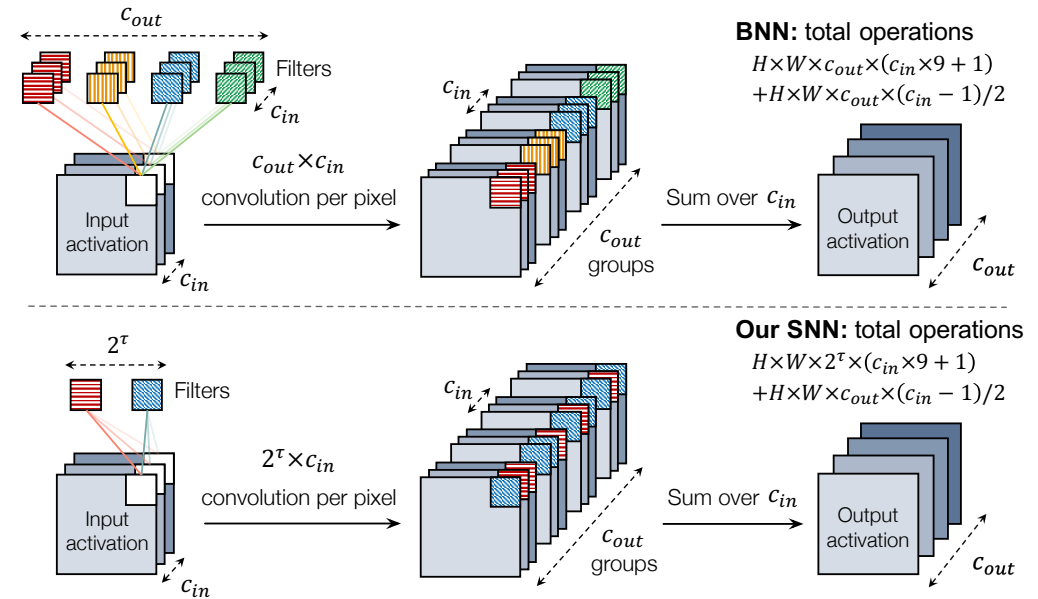 c_out
Filters
c_in
Input
activation
c_in
c_out×c_in
convolution per pixel
c_in
c_out
groups
Sum over c_in
BNN: total operations
H×W×c_out×(c_in×9 + 1)
+H×W×c_out×(c_in − 1)/2
Output
activation
c_out
2^τ
Filters
Input
activation
c_in
2^τ×c_in
convolution per pixel
c_in
c_out
groups
Sum over c_in
Our SNN: total operations
H×W×2^τ×(c_in×9 + 1)
+H×W×c_out×(c_in − 1)/2
Output
activation
c_out